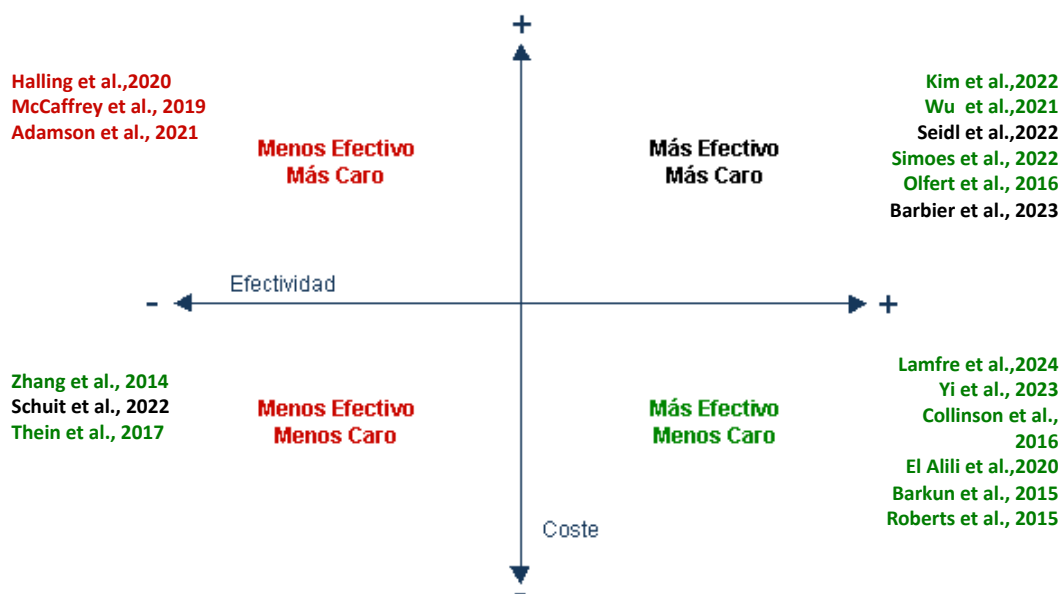 +
Halling et al.,2020
McCaffrey et al., 2019
Adamson et al., 2021
Menos Efectivo
Más Caro
Más Efectivo
Más Caro
Kim et al.,2022
Wu  et al.,2021
Seidl et al.,2022
Simoes et al., 2022
Olfert et al., 2016
Barbier et al., 2023
Efectividad
-
+
Zhang et al., 2014
Schuit et al., 2022
Thein et al., 2017
Menos Efectivo
Menos Caro
Más Efectivo
Menos Caro
Lamfre et al.,2024
Yi et al., 2023
Collinson et al.,
2016
El Alili et al.,2020
Barkun et al., 2015
Roberts et al., 2015
Coste
-